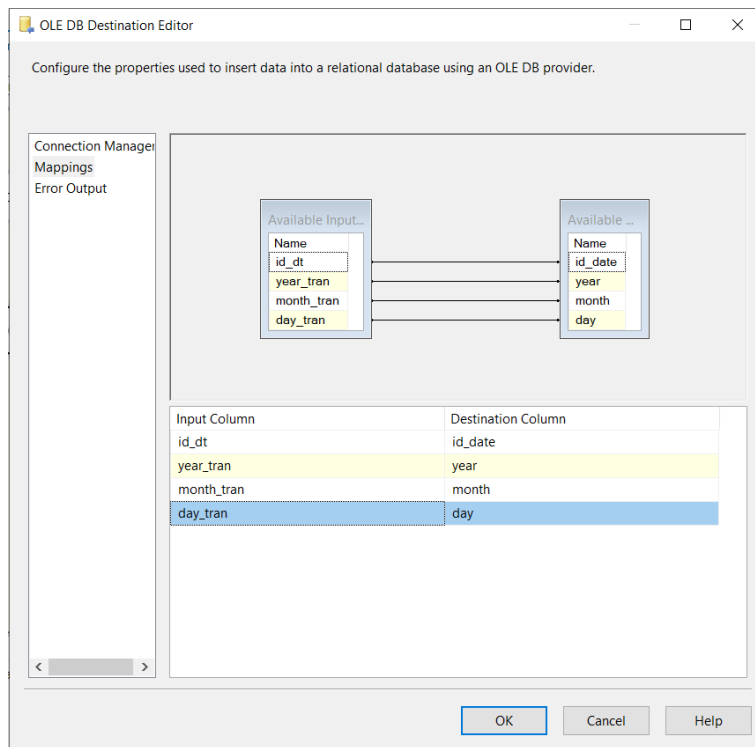 OLE DB Destination Editor
Configure the properties used to insert data into a relational database using an OLE DB provider.
Connection Manager
Mappings
Error Output
Available Input...
Name
id_dt
year_tran
month_tran
day_tran
Available ...
Name
id_date
year
month
day
Input Column Destination Column
id_dt id_date
year_tran year
month_tran month
day_tran day
OK Cancel Help